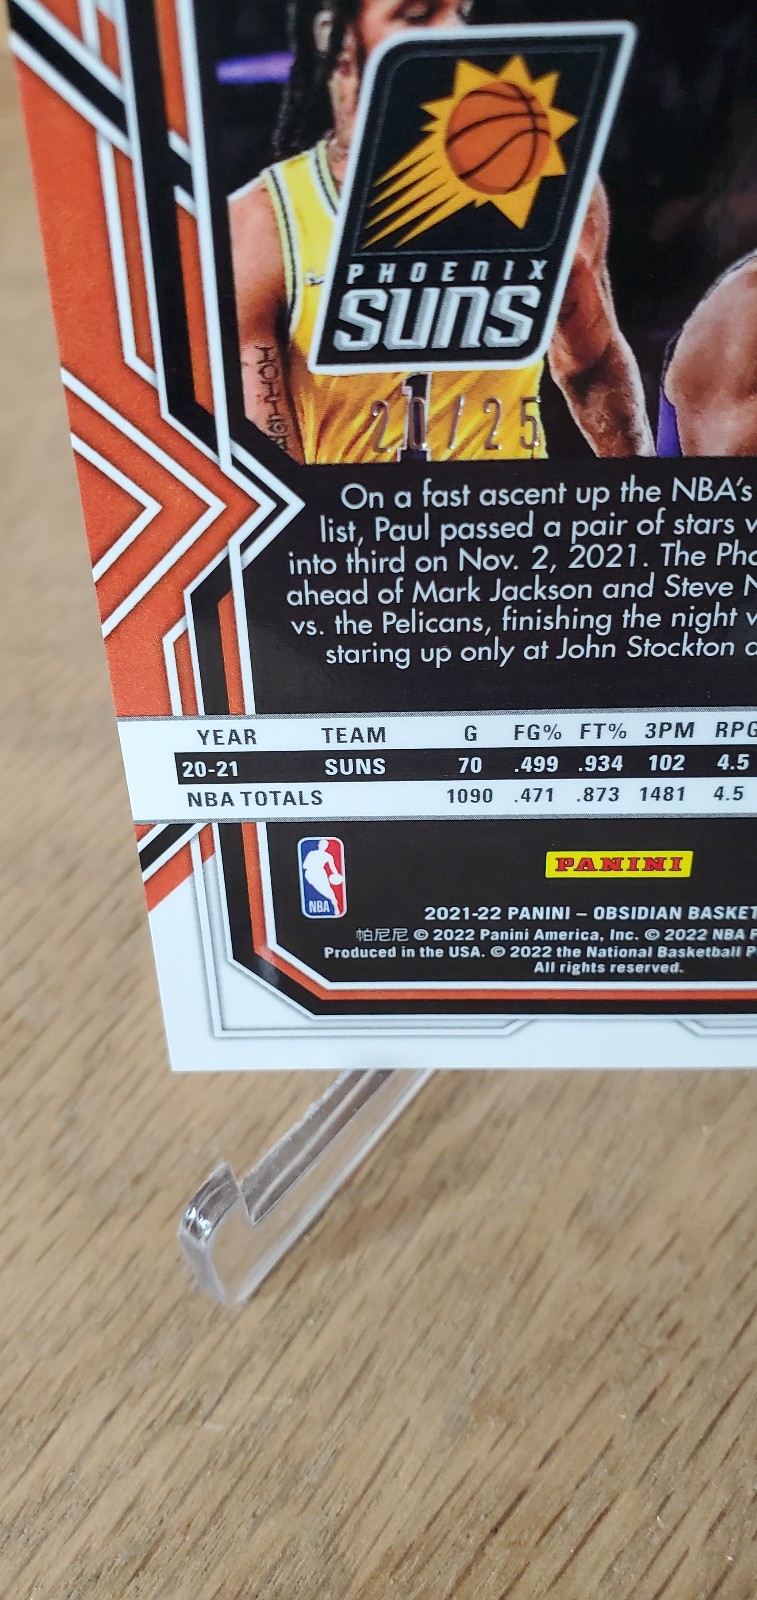 PHOENIX
SUNS
20/25
On a fast ascent up the NBA's
list, Paul passed a pair of stars
into third on Nov. 2, 2021. The
ahead of Mark Jackson and Steve
vs. the Pelicans, finishing the night
staring up only at John Stockton
YEAR TEAM G FG% FT% 3PM RPG
20-21 SUNS 70 .499 .934 102 4.5
NBA TOTALS 1090 .471 .873 1481 4.5
NBA
PANINI
2021-22 PANINI – OBSIDIAN BASKET
帕尼尼 © 2022 Panini America, Inc. © 2022 NBA
Produced in the USA. © 2022 the National Basketball
All rights reserved.